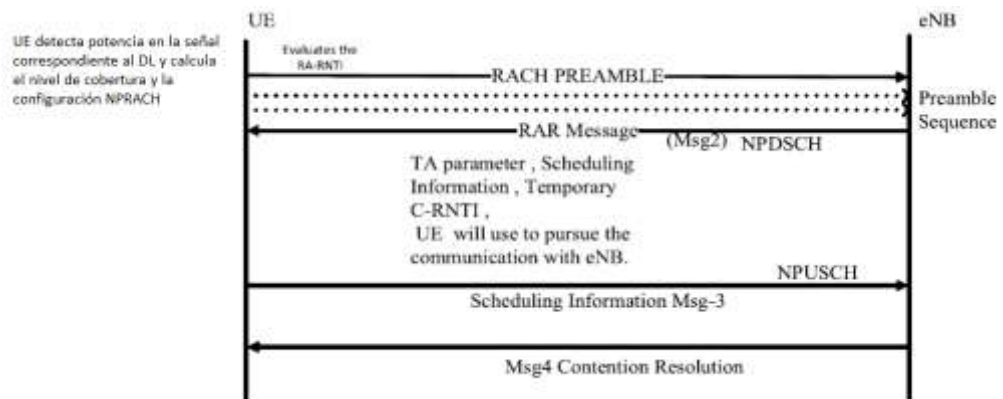 UE
eNB
UE detecta potencia en la señal
correspondiente al DL y calcula
el nivel de cobertura y la
configuración NPRACH
Evaluates the
RA-RNTI
RACH PREAMBLE
Preamble
Sequence
RAR Message
(Msg2) NPDSCH
TA parameter , Scheduling
Information , Temporary
C-RNTI ,
UE will use to pursue the
communication with eNB.
NPUSCH
Scheduling Information Msg-3
Msg4 Contention Resolution